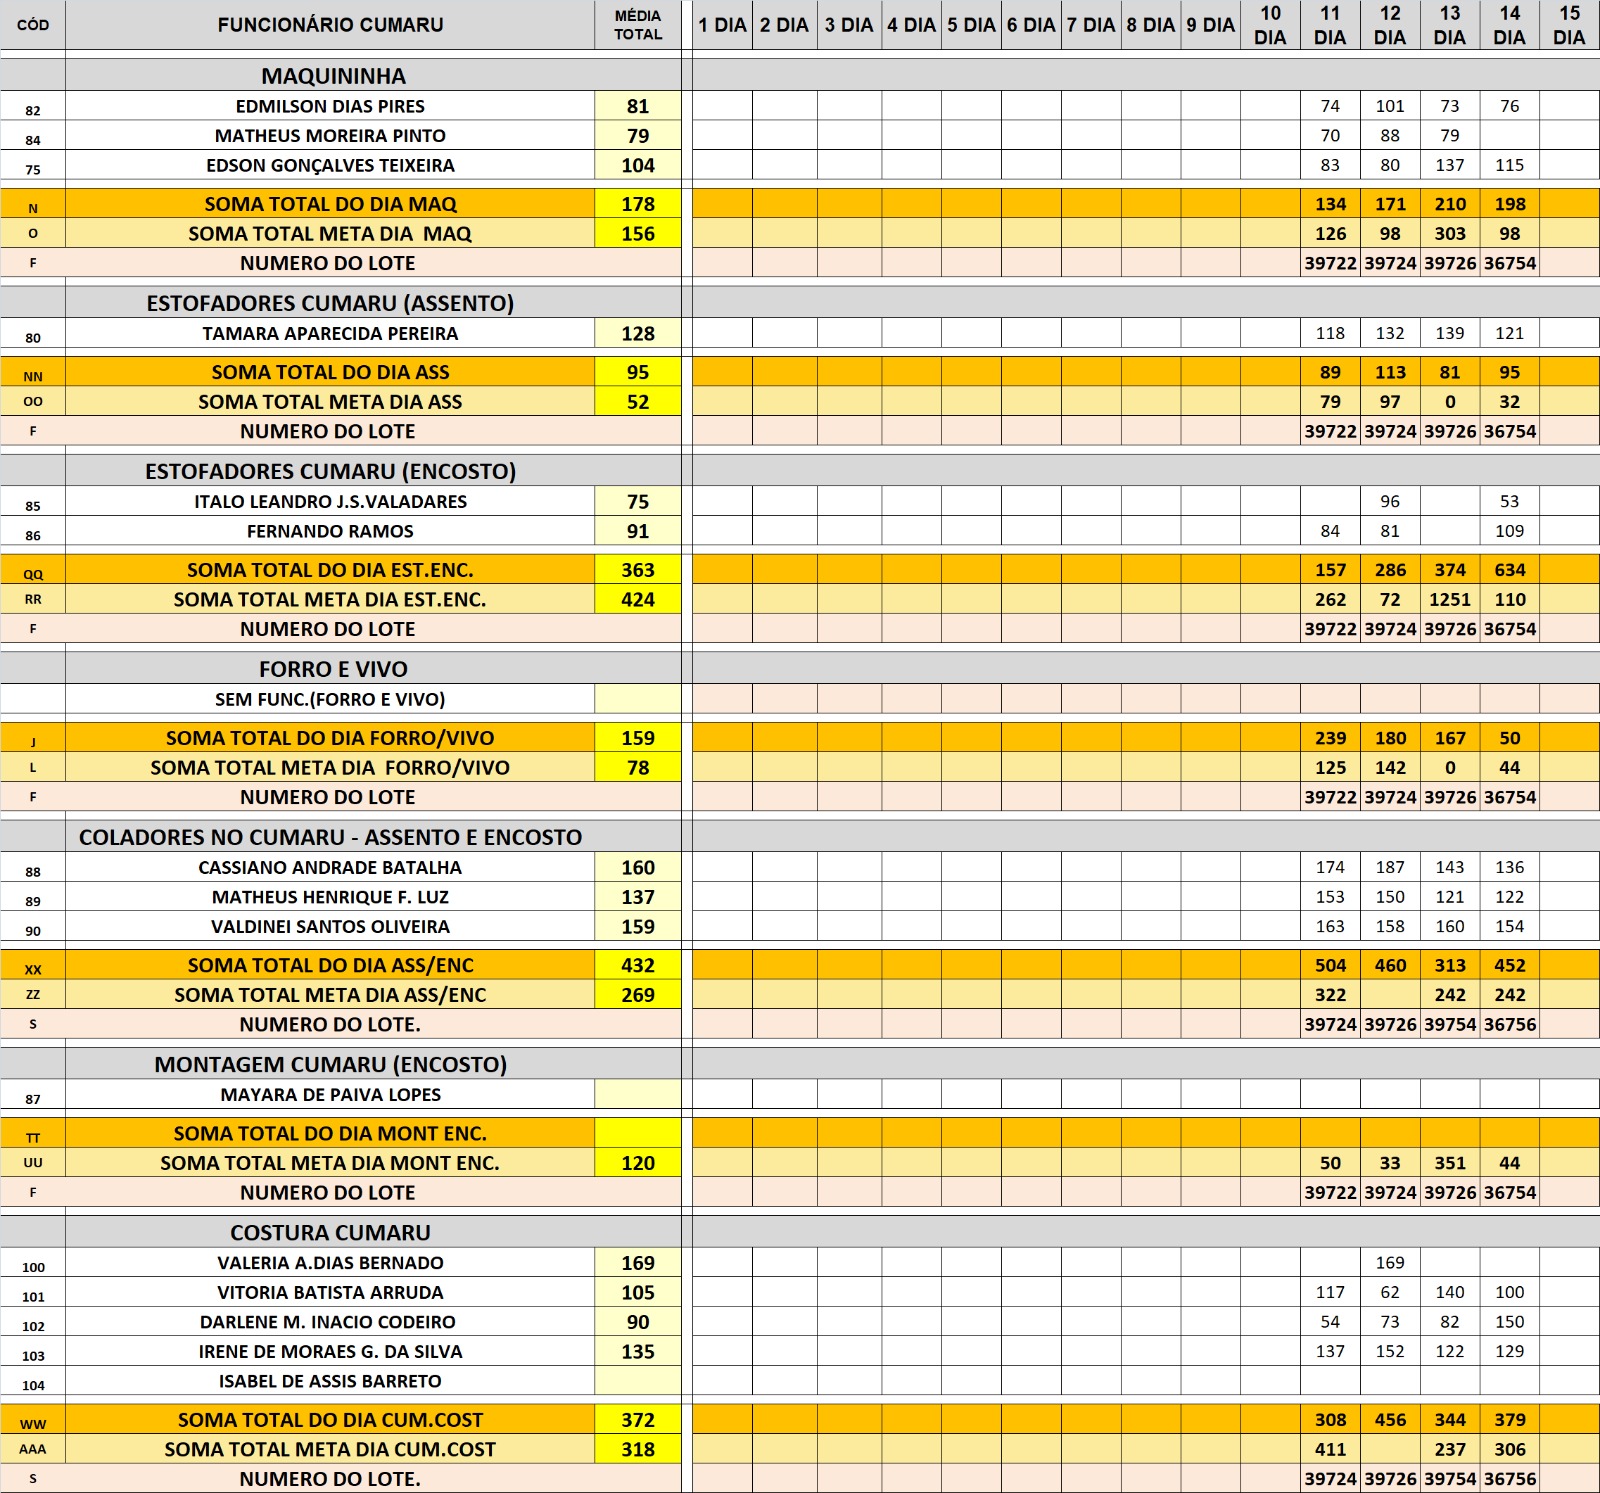 CÓD FUNCIONÁRIO CUMARU MÉDIA TOTAL 1 DIA 2 DIA 3 DIA 4 DIA 5 DIA 6 DIA 7 DIA 8 DIA 9 DIA 10 DIA 11 DIA 12 DIA 13 DIA 14 DIA 15 DIA
MAQUININHA
82 EDMILSON DIAS PIRES 81 74 101 73 76
84 MATHEUS MOREIRA PINTO 79 70 88 79
75 EDSON GONÇALVES TEIXEIRA 104 83 80 137 115
N SOMA TOTAL DO DIA MAQ 178 134 171 210 198
O SOMA TOTAL META DIA MAQ 156 126 98 303 98
F NUMERO DO LOTE 39722 39724 39726 36754
ESTOFADORES CUMARU (ASSENTO)
80 TAMARA APARECIDA PEREIRA 128 118 132 139 121
NN SOMA TOTAL DO DIA ASS 95 89 113 81 95
OO SOMA TOTAL META DIA ASS 52 79 97 0 32
F NUMERO DO LOTE 39722 39724 39726 36754
ESTOFADORES CUMARU (ENCOSTO)
85 ITALO LEANDRO J.S.VALADARES 75 96 53
86 FERNANDO RAMOS 91 84 81 109
QQ SOMA TOTAL DO DIA EST.ENC. 363 157 286 374 634
RR SOMA TOTAL META DIA EST.ENC. 424 262 72 1251 110
F NUMERO DO LOTE 39722 39724 39726 36754
FORRO E VIVO
SEM FUNC.(FORRO E VIVO)
J SOMA TOTAL DO DIA FORRO/VIVO 159 239 180 167 50
L SOMA TOTAL META DIA FORRO/VIVO 78 125 142 0 44
F NUMERO DO LOTE 39722 39724 39726 36754
COLADORES NO CUMARU - ASSENTO E ENCOSTO
88 CASSIANO ANDRADE BATALHA 160 174 187 143 136
89 MATHEUS HENRIQUE F. LUZ 137 153 150 121 122
90 VALDINEI SANTOS OLIVEIRA 159 163 158 160 154
XX SOMA TOTAL DO DIA ASS/ENC 432 504 460 313 452
ZZ SOMA TOTAL META DIA ASS/ENC 269 322 242 242
S NUMERO DO LOTE. 39724 39726 39754 36756
MONTAGEM CUMARU (ENCOSTO)
87 MAYARA DE PAIVA LOPES
TT SOMA TOTAL DO DIA MONT ENC.
UU SOMA TOTAL META DIA MONT ENC. 120 50 33 351 44
F NUMERO DO LOTE 39722 39724 39726 36754
COSTURA CUMARU
100 VALERIA A.DIAS BERNADO 169 169
101 VITORIA BATISTA ARRUDA 105 117 62 140 100
102 DARLENE M. INACIO CODEIRO 90 54 73 82 150
103 IRENE DE MORAES G. DA SILVA 135 137 152 122 129
104 ISABEL DE ASSIS BARRETO
WW SOMA TOTAL DO DIA CUM.COST 372 308 456 344 379
AAA SOMA TOTAL META DIA CUM.COST 318 411 237 306
S NUMERO DO LOTE. 39724 39726 39754 36756